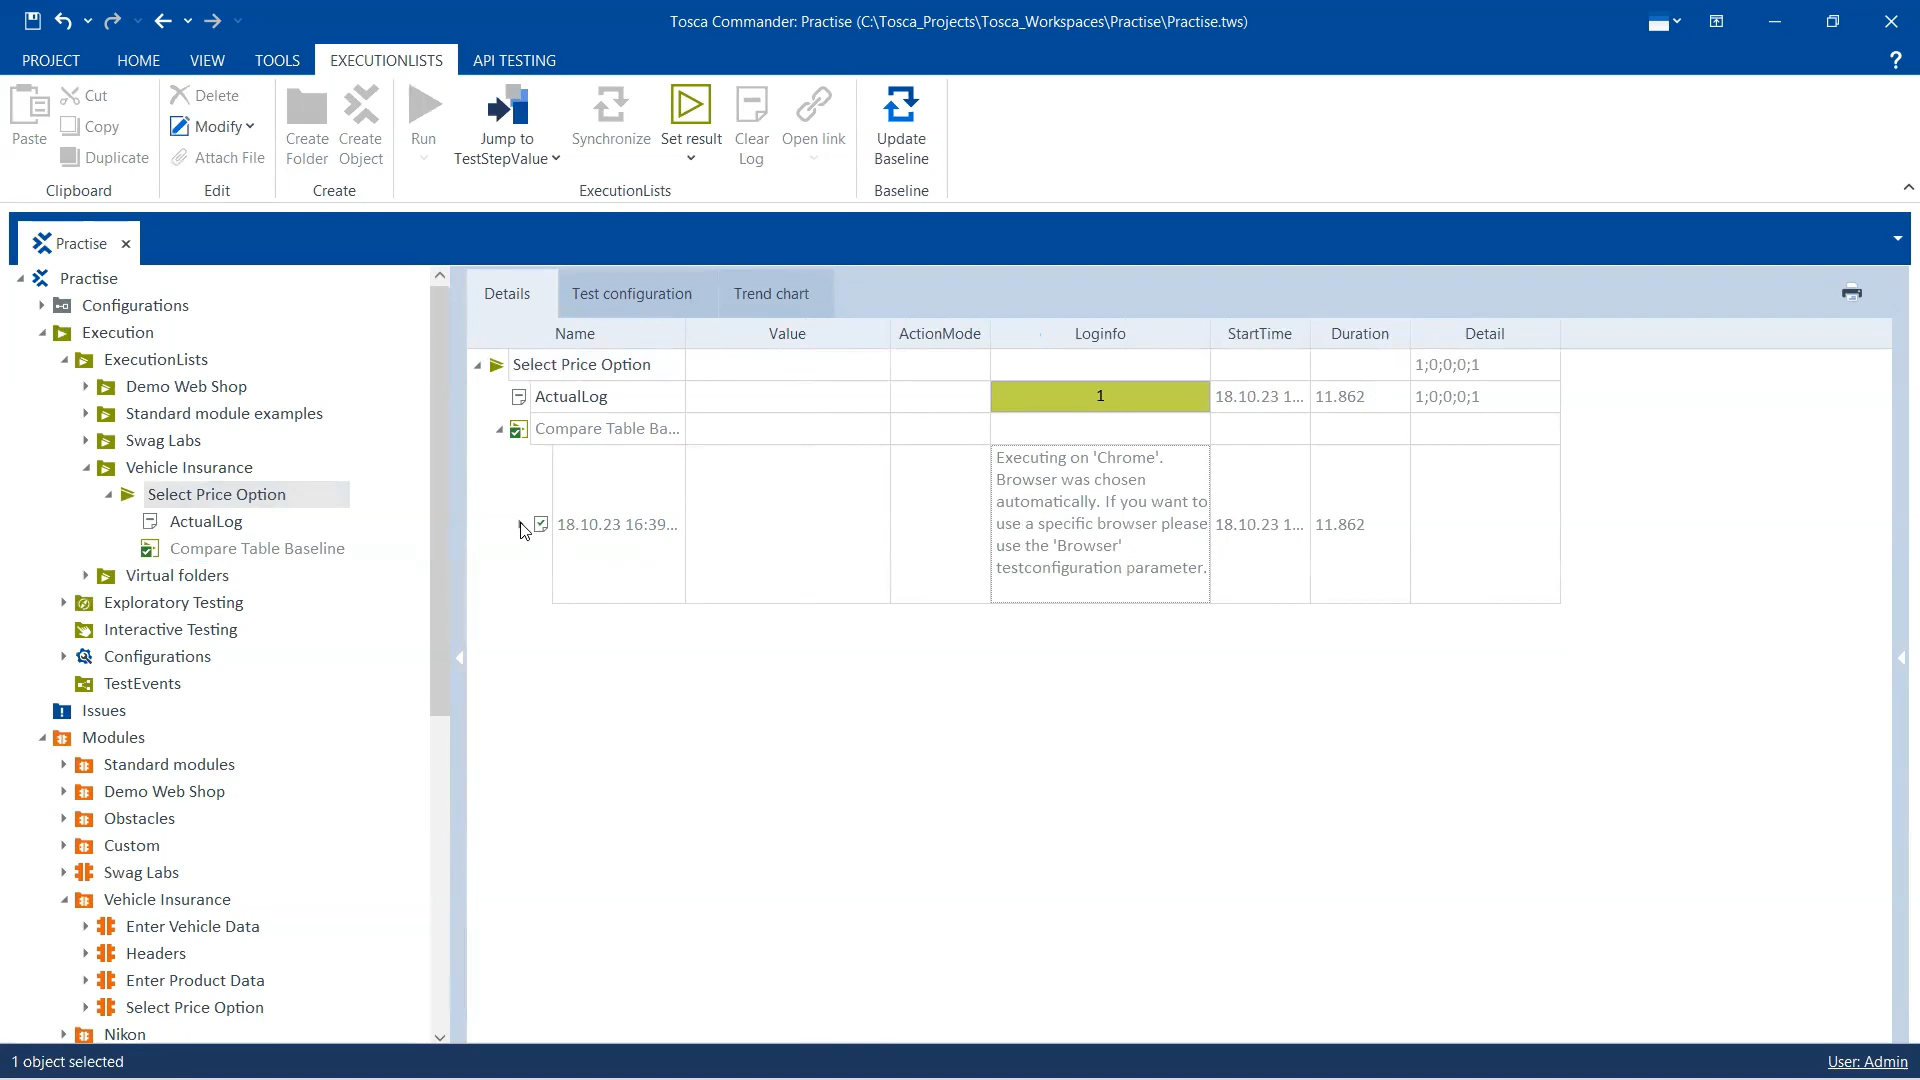 Tosca Commander: Practise (C:\Tosca_Projects\Tosca_Workspaces\Practise\Practise.tws)
PROJECT HOME VIEW TOOLS EXECUTIONLISTS API TESTING ?
Paste
Cut
Copy
Duplicate
Clipboard
Delete
Modify
Attach File
Edit
Create Folder
Create Object
Create
Run
Jump to TestStepValue
Synchronize
Set result
Clear Log
Open link
ExecutionLists
Update Baseline
Baseline
Practise
Practise
Configurations
Execution
ExecutionLists
Demo Web Shop
Standard module examples
Swag Labs
Vehicle Insurance
Select Price Option
ActualLog
Compare Table Baseline
Virtual folders
Exploratory Testing
Interactive Testing
Configurations
TestEvents
Issues
Modules
Standard modules
Demo Web Shop
Obstacles
Custom
Swag Labs
Vehicle Insurance
Enter Vehicle Data
Headers
Enter Product Data
Select Price Option
Nikon
Details Test configuration Trend chart
Name Value ActionMode Loginfo StartTime Duration Detail
Select Price Option 1;0;0;0;1
ActualLog 1 18.10.23 1... 11.862 1;0;0;0;1
Compare Table Ba...
18.10.23 16:39...
Executing on 'Chrome'.
Browser was chosen
automatically. If you want to
use a specific browser please
use the 'Browser'
testconfiguration parameter.
18.10.23 1... 11.862
1 object selected
User: Admin